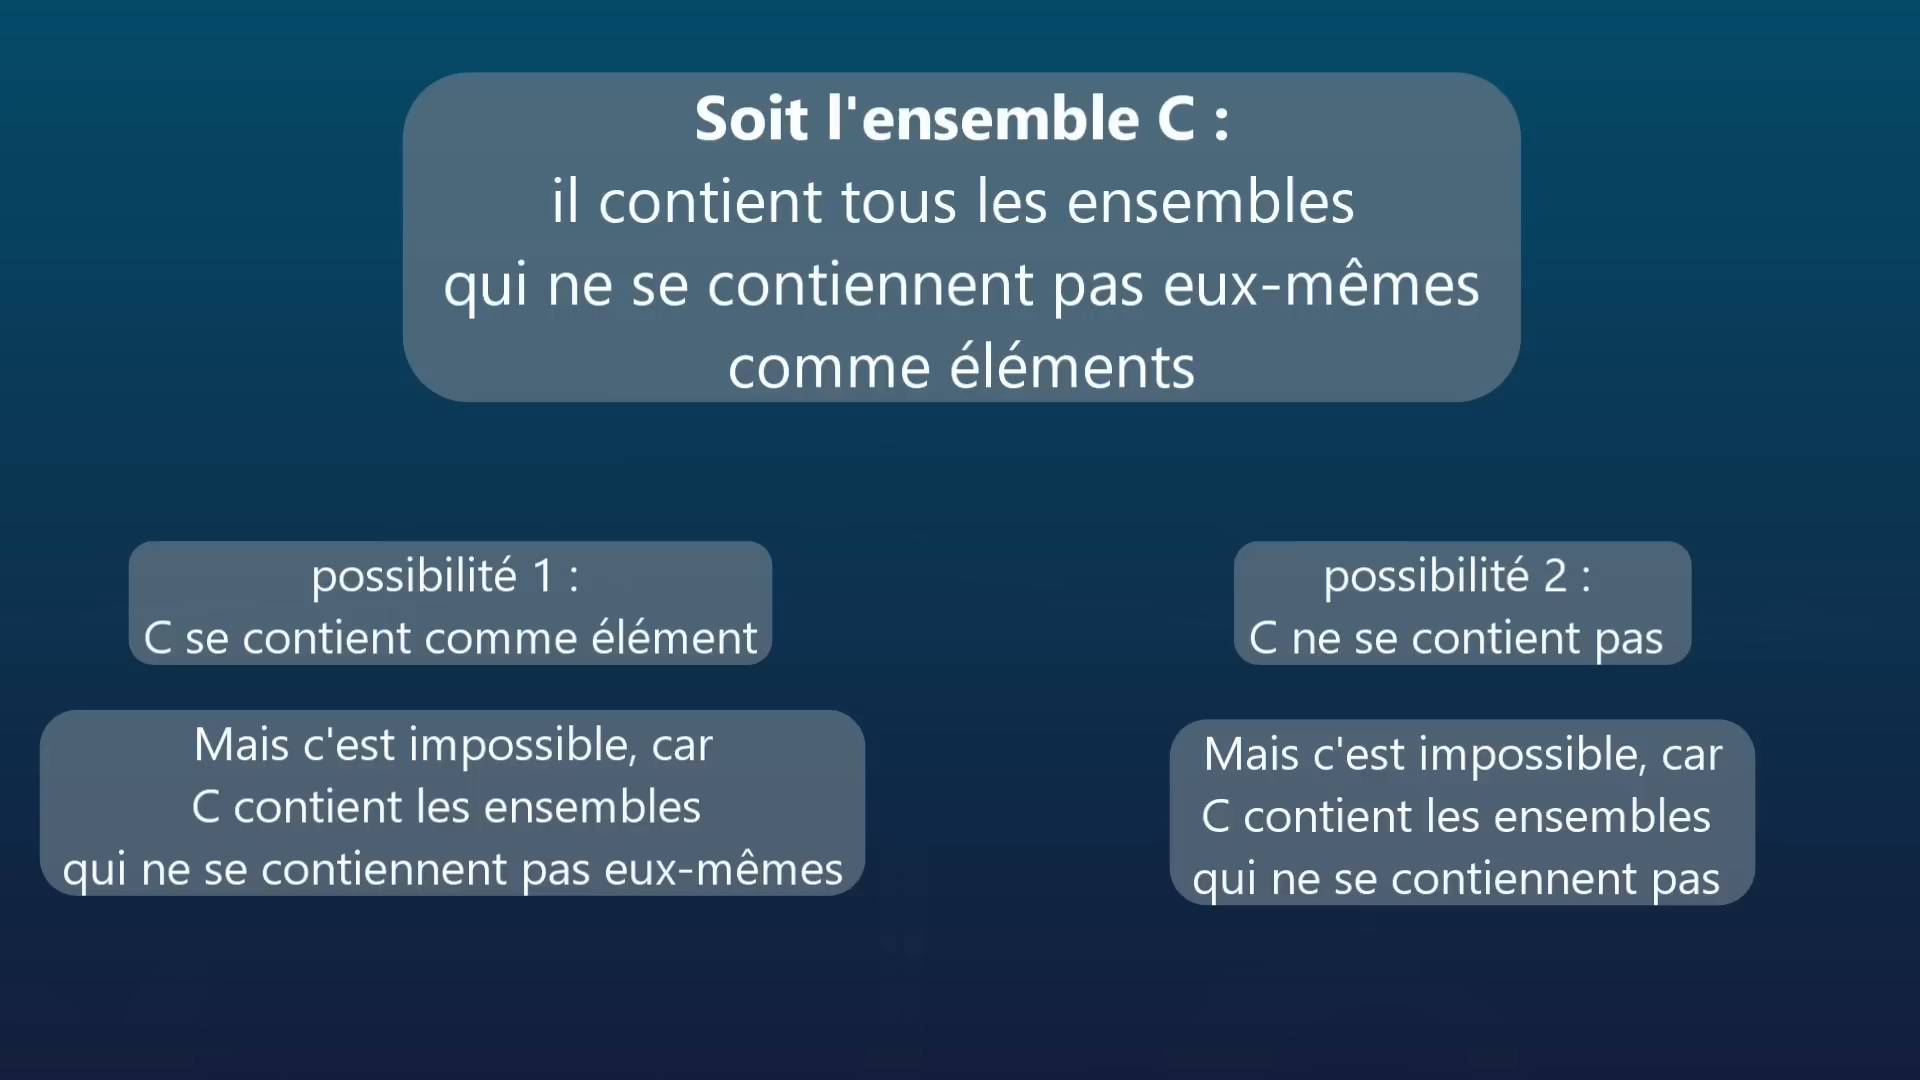 Soit l'ensemble C :
il contient tous les ensembles
qui ne se contiennent pas eux-mêmes
comme éléments
possibilité 1 :
C se contient comme élément
Mais c'est impossible, car
C contient les ensembles
qui ne se contiennent pas eux-mêmes
possibilité 2 :
C ne se contient pas
Mais c'est impossible, car
C contient les ensembles
qui ne se contiennent pas